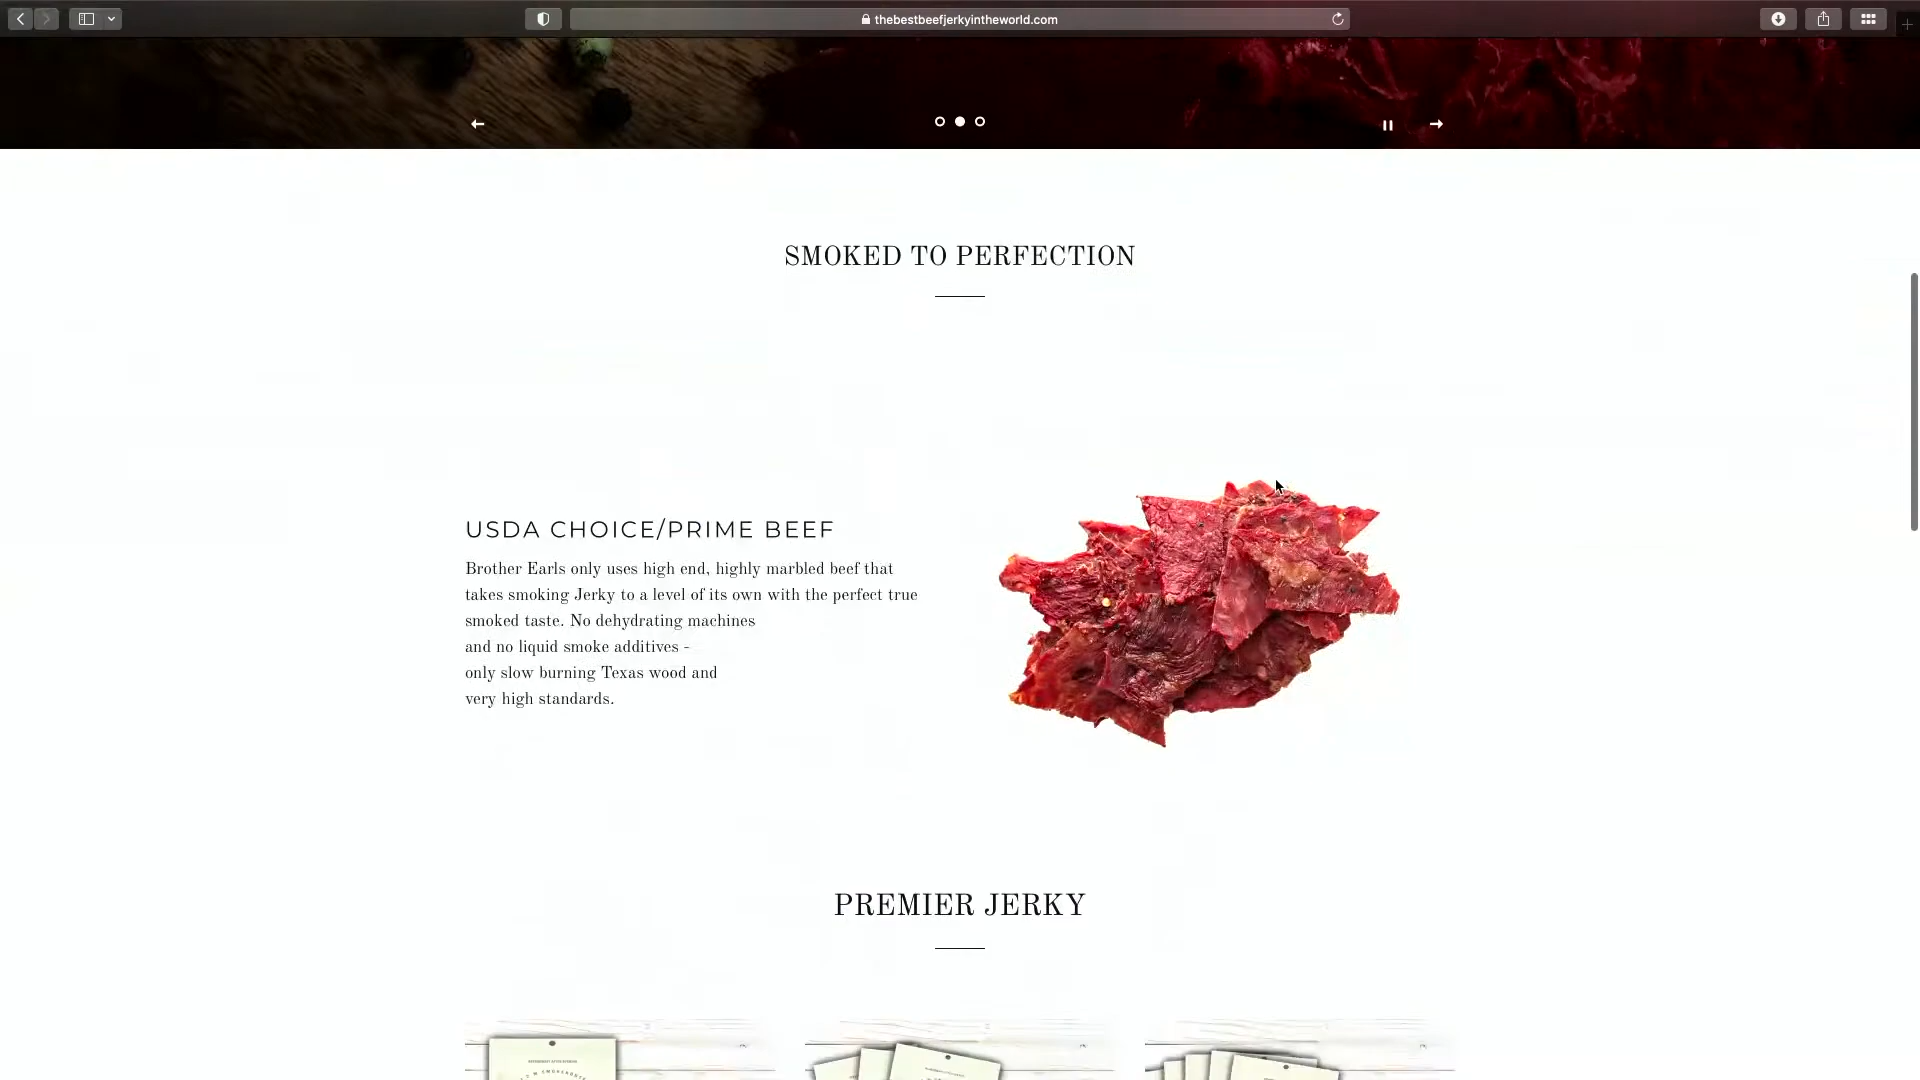 thebestbeefjerkyintheworld.com
SMOKED TO PERFECTION
USDA CHOICE/PRIME BEEF
Brother Earls only uses high end, highly marbled beef that
takes smoking Jerky to a level of its own with the perfect true
smoked taste. No dehydrating machines
and no liquid smoke additives -
only slow burning Texas wood and
very high standards.
PREMIER JERKY